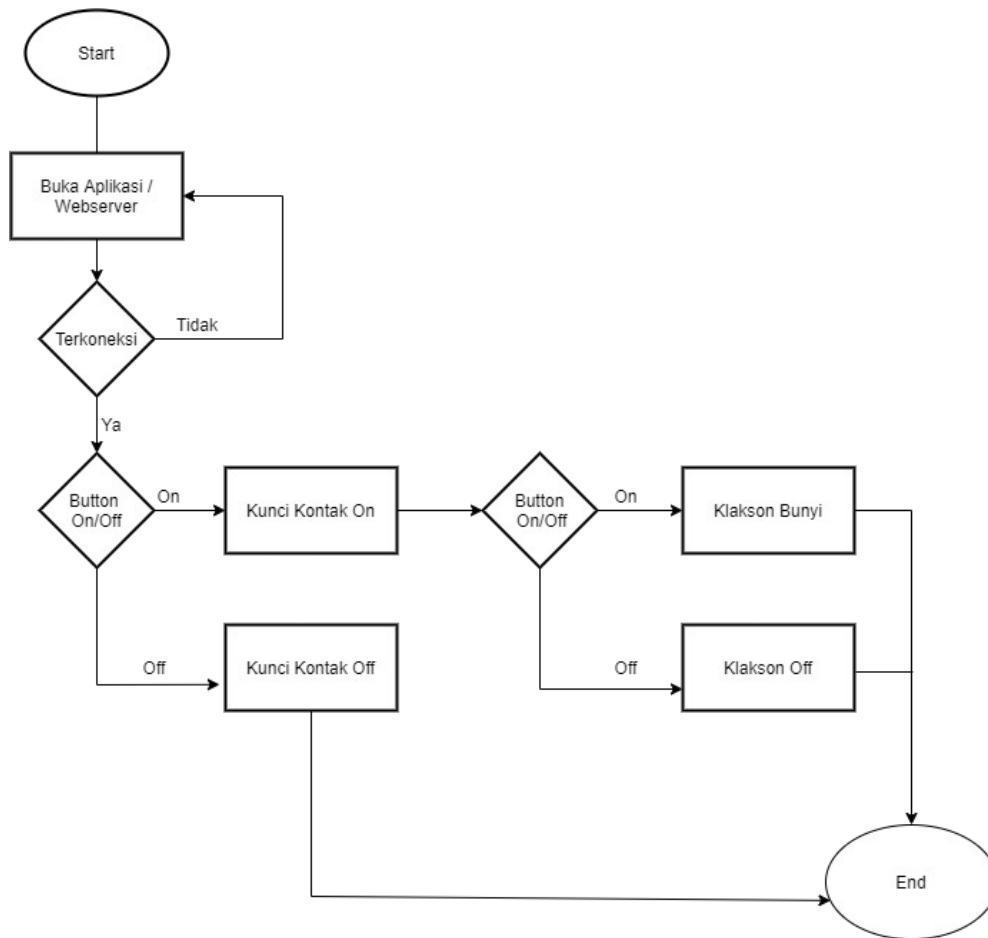 Start
Buka Aplikasi /
Webserver
Terkoneksi
Tidak
Ya
Button
On/Off
On
Kunci Kontak On
Button
On/Off
On
Klakson Bunyi
Off
Kunci Kontak Off
Off
Klakson Off
End